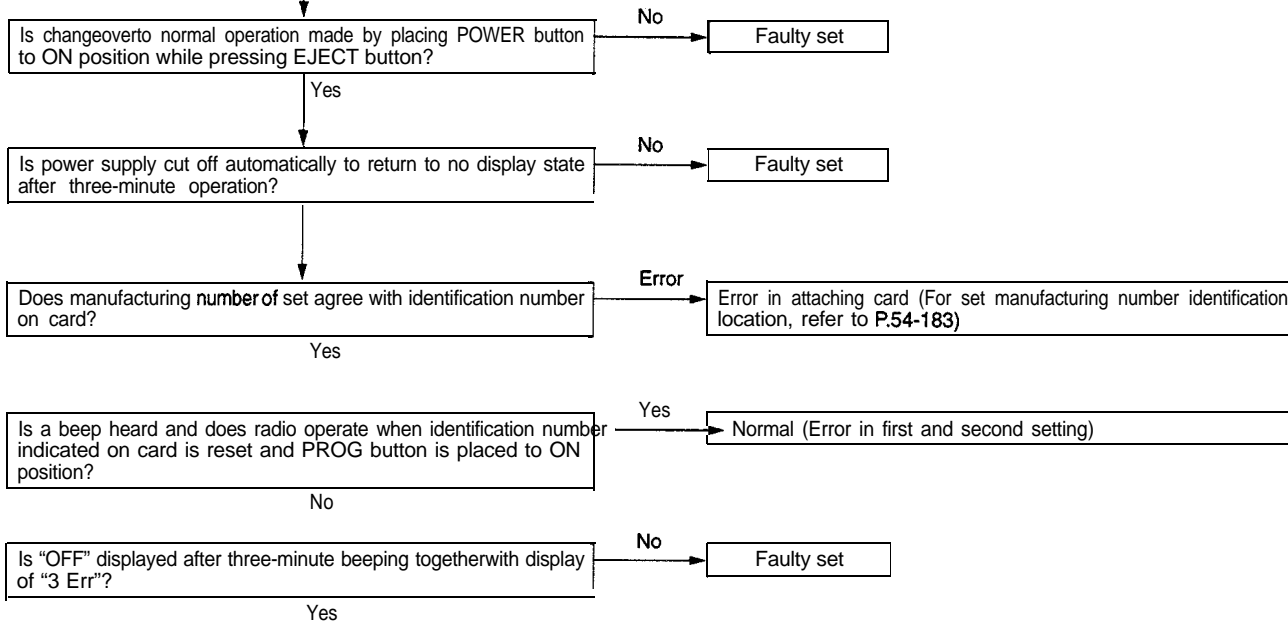 No
Is changeoverto normal operation made by placing POWER button
to ON position while pressing EJECT button?
Faulty set
Yes
No
Is power supply cut off automatically to return to no display state
after three-minute operation?
Faulty set
Error
Does manufacturing number of set agree with identification number
on card?
Error in attaching card (For set manufacturing number identification
location, refer to P.54-183)
Yes
Yes
Is a beep heard and does radio operate when identification number
indicated on card is reset and PROG button is placed to ON
position?
Normal (Error in first and second setting)
No
No
Is “OFF” displayed after three-minute beeping togetherwith display
of “3 Err”?
Faulty set
Yes